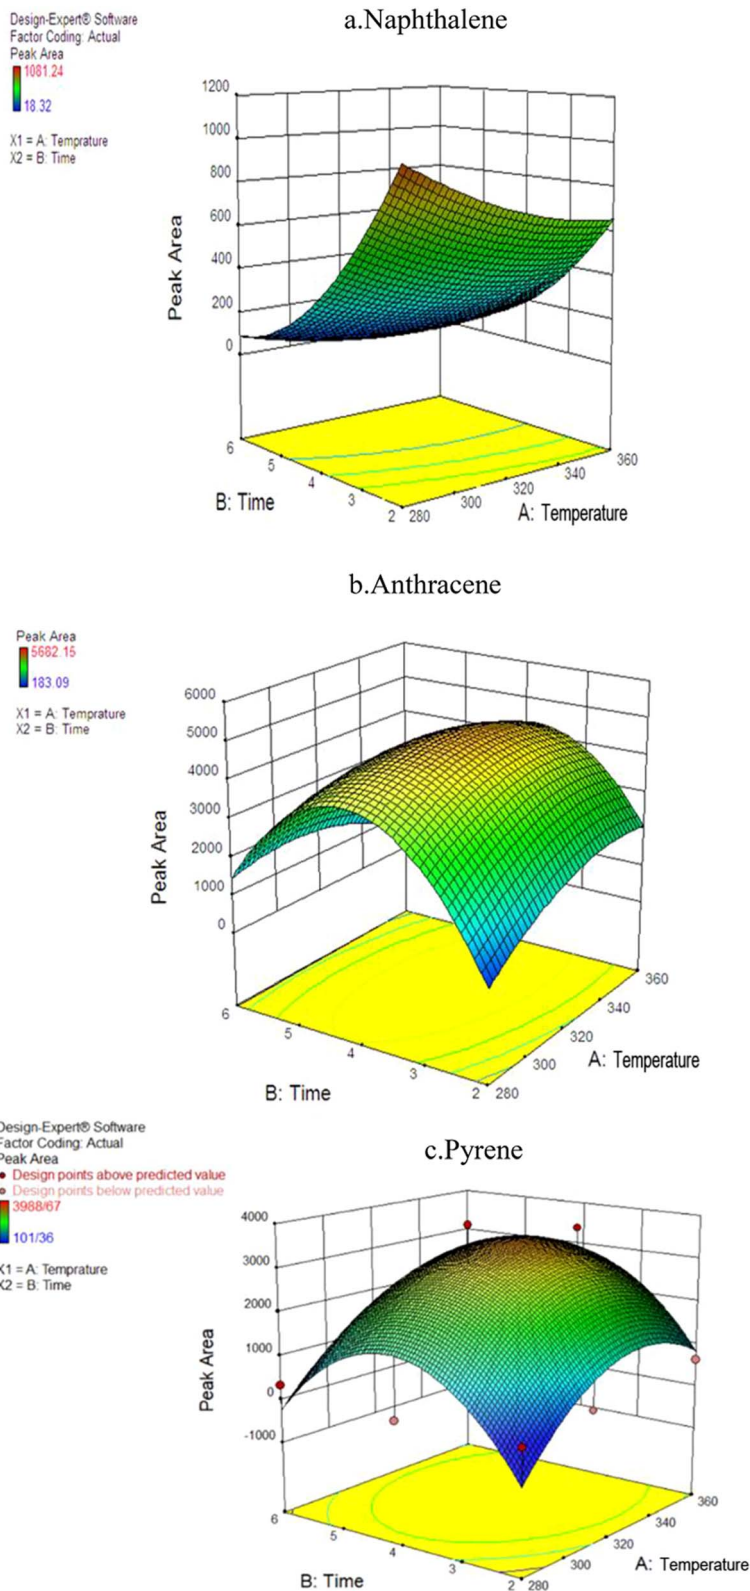 a.Naphthalene
Design-Expert® Software
Factor Coding: Actual
Peak Area
1081.24
18.32
X1 = A: Temprature
X2 = B: Time
1200
1000
800
600
400
200
0
Peak Area
6
5
4
3
2
B: Time
280
300
320
340
360
A: Temperature
b.Anthracene
Peak Area
5682.15
183.09
X1 = A: Temprature
X2 = B: Time
6000
5000
4000
3000
2000
1000
0
Peak Area
6
5
4
3
2
B: Time
280
300
320
340
360
A: Temperature
c.Pyrene
Design-Expert® Software
Factor Coding: Actual
Peak Area
Design points above predicted value
Design points below predicted value
3988/67
101/36
X1 = A: Temprature
X2 = B: Time
4000
3000
2000
1000
0
-1000
Peak Area
6
5
4
3
2
B: Time
280
300
320
340
360
A: Temperature